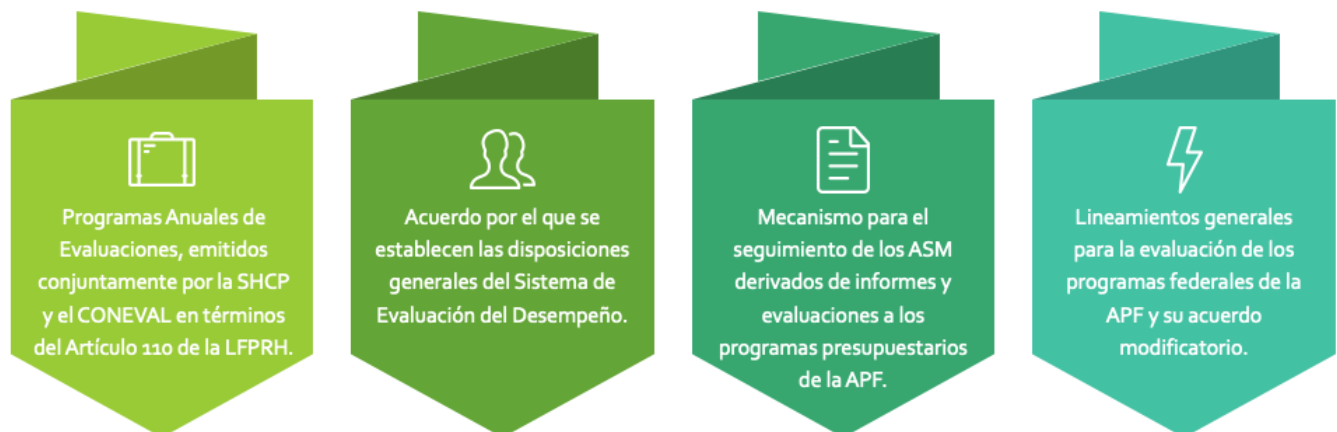 Programas Anuales de
Evaluaciones, emitidos
conjuntamente por la SHCP
y el CONEVAL en términos
del Artículo 110 de la LFPRH.
Acuerdo por el que se
establecen las disposiciones
generales del Sistema de
Evaluación del Desempeño.
Mecanismo para el
seguimiento de los ASM
derivados de informes y
evaluaciones a los
programas presupuestarios
de la APF.
Lineamientos generales
para la evaluación de los
programas federales de la
APF y su acuerdo
modificatorio.